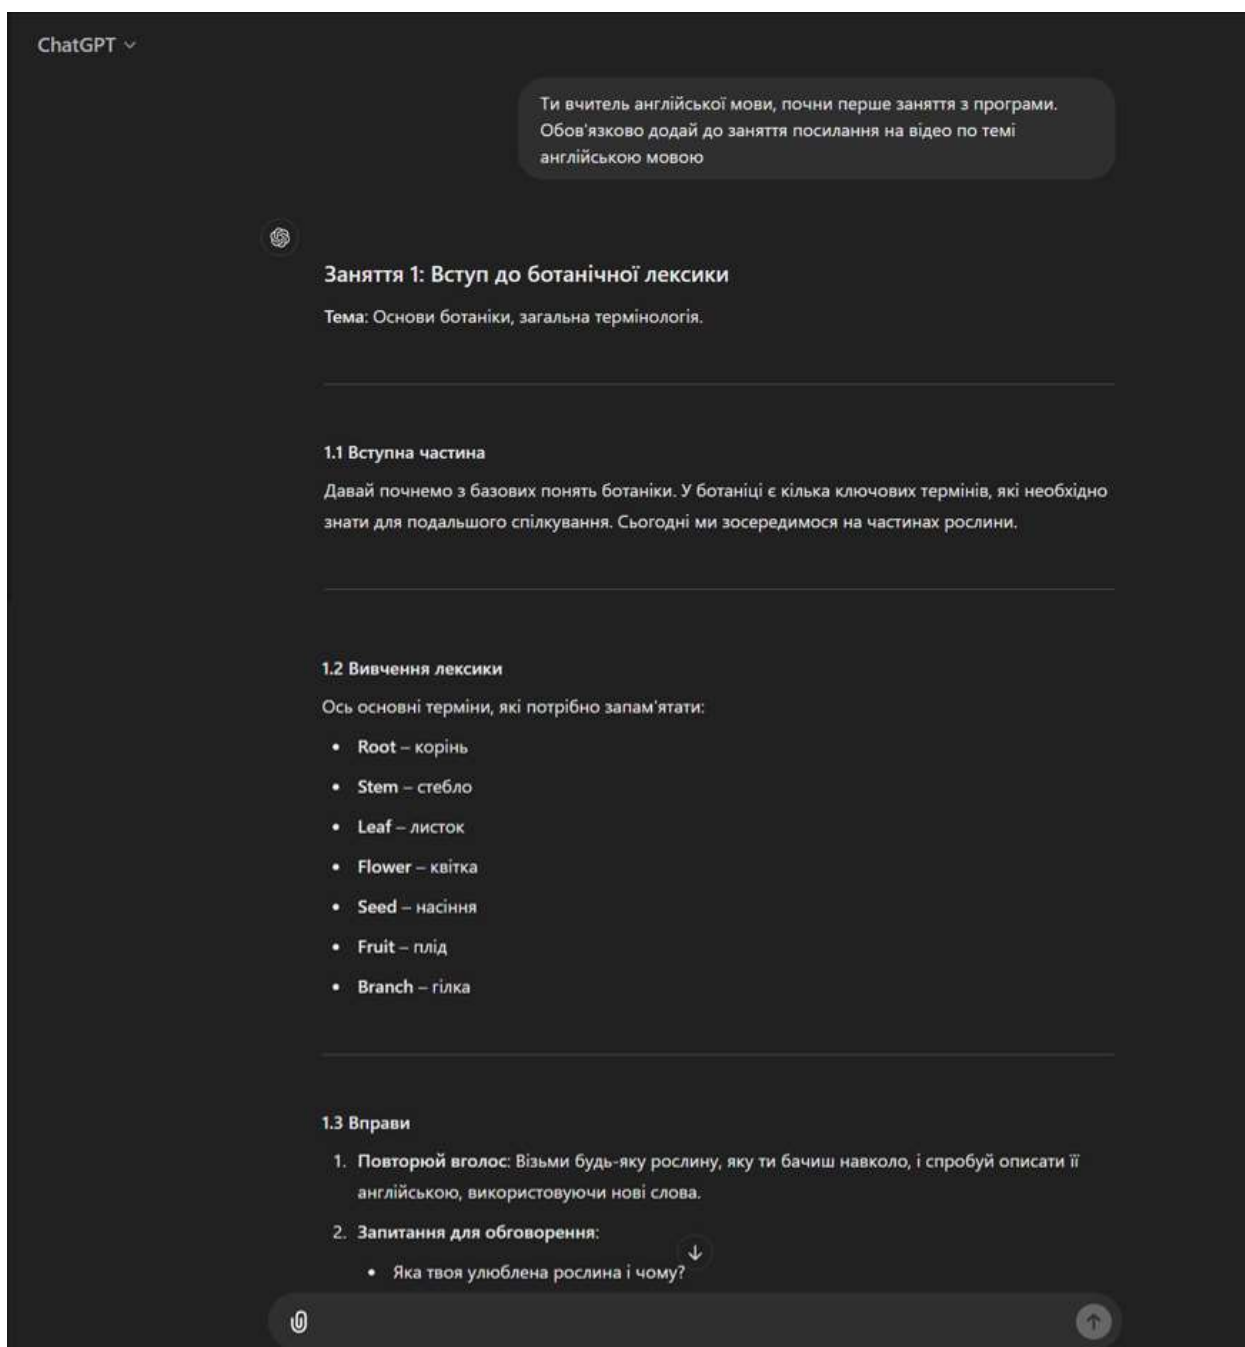 ChatGPT
Ти вчитель англійської мови, почни перше заняття з програми.
Обов'язково додай до заняття посилання на відео по темі
англійською мовою
Заняття 1: Вступ до ботанічної лексики
Тема: Основи ботаніки, загальна термінологія.
1.1 Вступна частина
Давай почнемо з базових понять ботаніки. У ботаніці є кілька ключових термінів, які необхідно
знати для подальшого спілкування. Сьогодні ми зосередимося на частинах рослини.
1.2 Вивчення лексики
Ось основні терміни, які потрібно запам'ятати:
• Root – корінь
• Stem – стебло
• Leaf – листок
• Flower – квітка
• Seed – насіння
• Fruit – плід
• Branch – гілка
1.3 Вправи
1. Повторюй вголос: Візьми будь-яку рослину, яку ти бачиш навколо, і спробуй описати її
англійською, використовуючи нові слова.
2. Запитання для обговорення:
• Яка твоя улюблена рослина і чому?